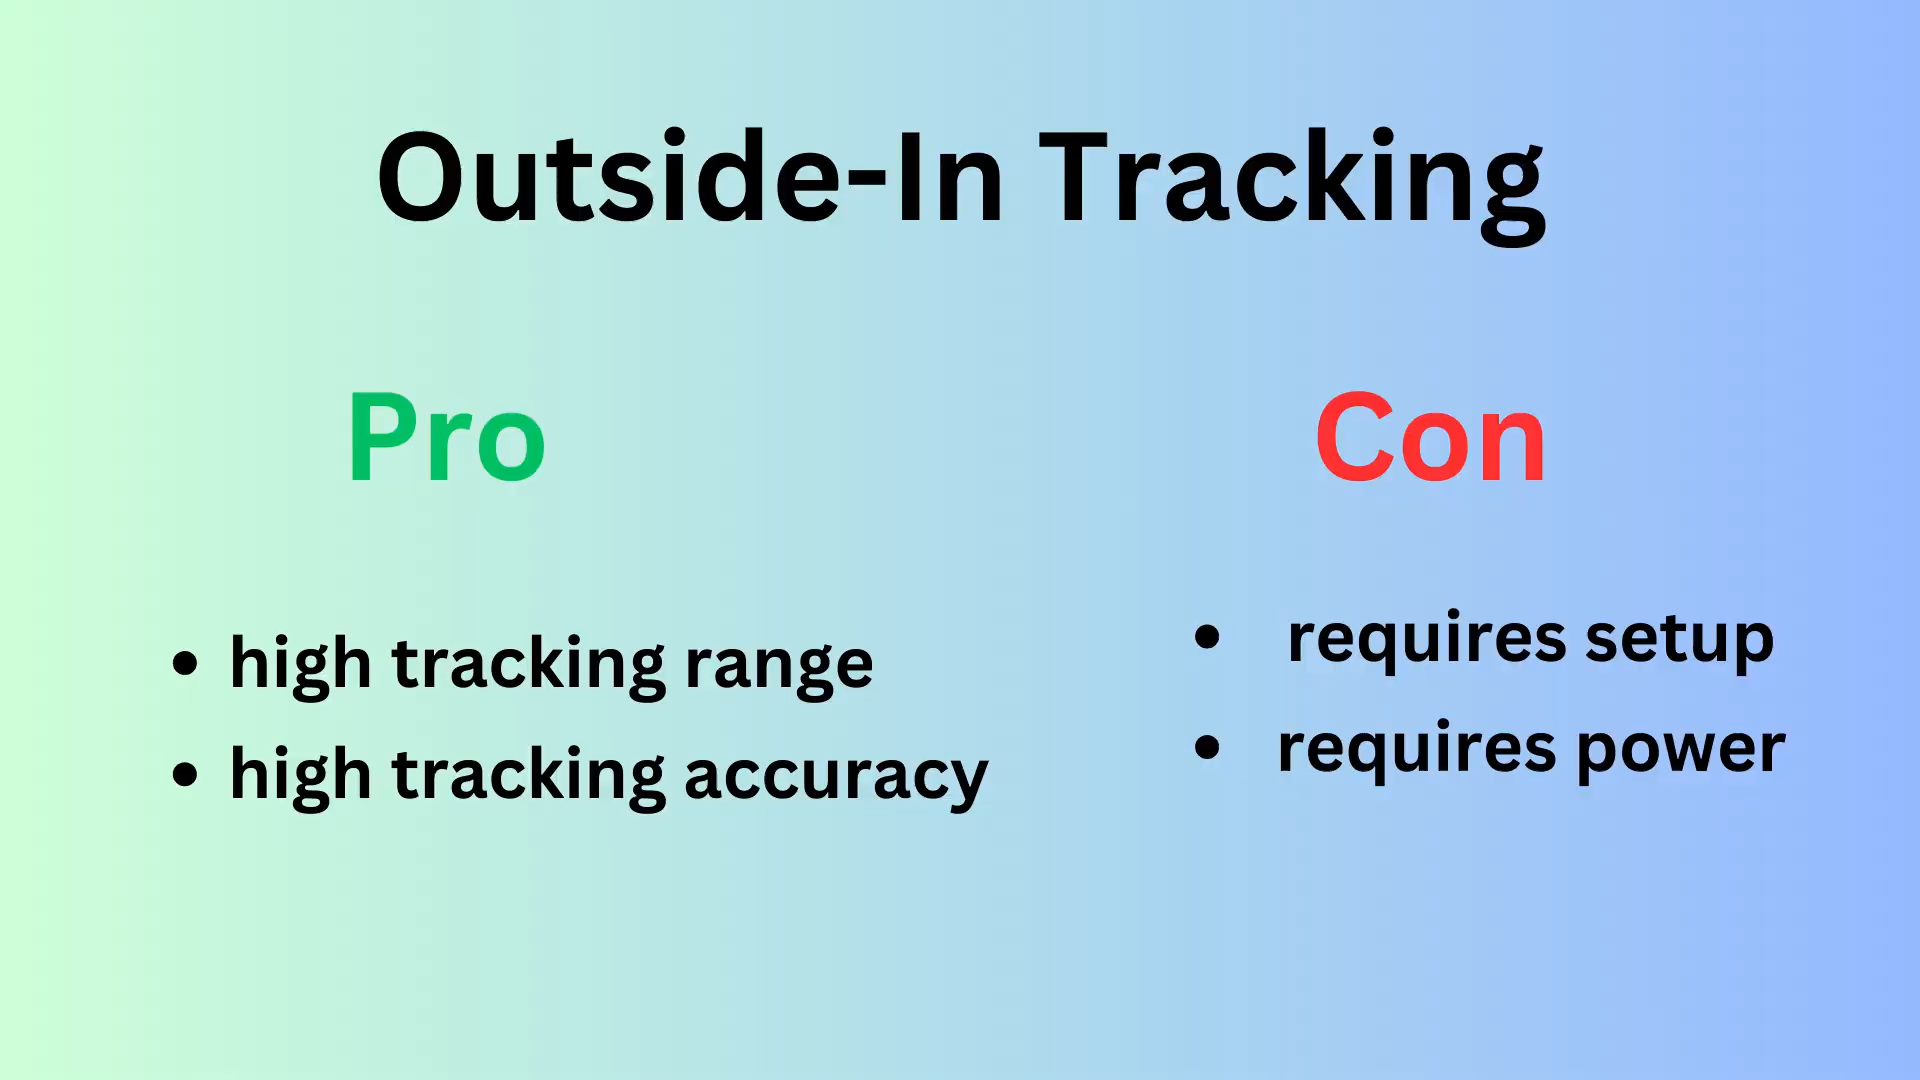 Outside-In Tracking
Pro
• high tracking range
• high tracking accuracy
Con
• requires setup
• requires power